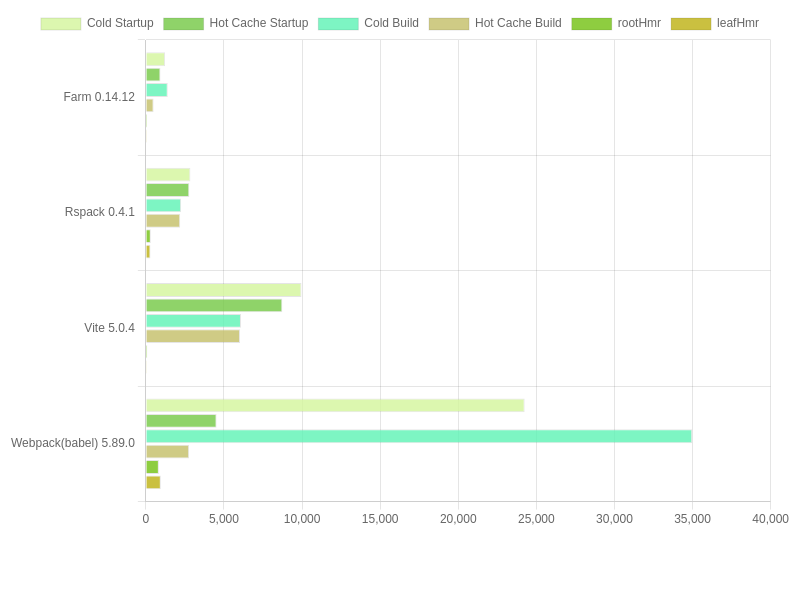 Cold Startup Hot Cache Startup Cold Build Hot Cache Build rootHmr leafHmr
Farm 0.14.12
Rspack 0.4.1
Vite 5.0.4
Webpack(babel) 5.89.0
0 5,000 10,000 15,000 20,000 25,000 30,000 35,000 40,000